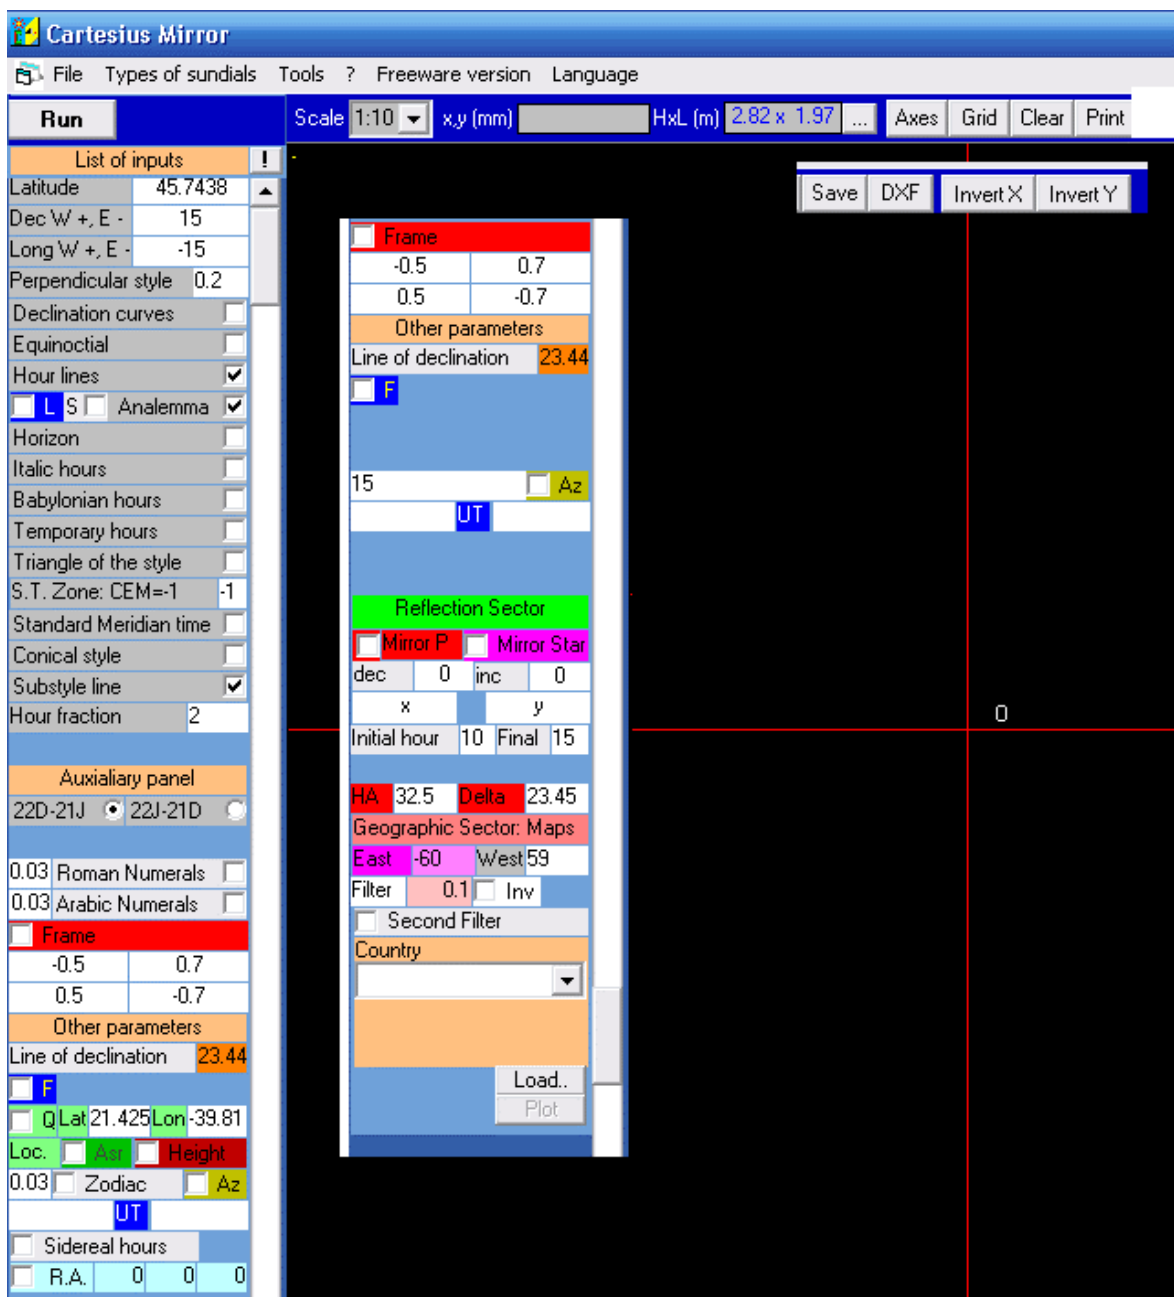 Cartesius Mirror
File Types of sundials Tools ? Freeware version Language
Run Scale 1:10 x,y (mm) HxL (m) 2.82 x 1.97 ... Axes Grid Clear Print
List of inputs !
Save DXF Invert X Invert Y
Latitude 45.7438
Dec W +, E - 15
Long W +, E - -15
Perpendicular style 0.2
Declination curves
Equinoctial
Hour lines
L S Analemma
Horizon
Italic hours
Babylonian hours
Temporary hours
Triangle of the style
S.T. Zone: CEM=-1 -1
Standard Meridian time
Conical style
Substyle line
Hour fraction 2
Auxialiary panel
22D-21J 22J-21D
0.03 Roman Numerals
0.03 Arabic Numerals
Frame
-0.5 0.7
0.5 -0.7
Other parameters
Line of declination 23.44
F
Q Lat 21.425 Lon -39.81
Loc. Asr Height
0.03 Zodiac Az
UT
Sidereal hours
R.A. 0 0 0
Frame
-0.5 0.7
0.5 -0.7
Other parameters
Line of declination 23.44
F
15 Az
UT
Reflection Sector
Mirror P Mirror Star
dec 0 inc 0
x y
Initial hour 10 Final 15
HA 32.5 Delta 23.45
Geographic Sector: Maps
East -60 West 59
Filter 0.1 Inv
Second Filter
Country
Load..
Plot
O